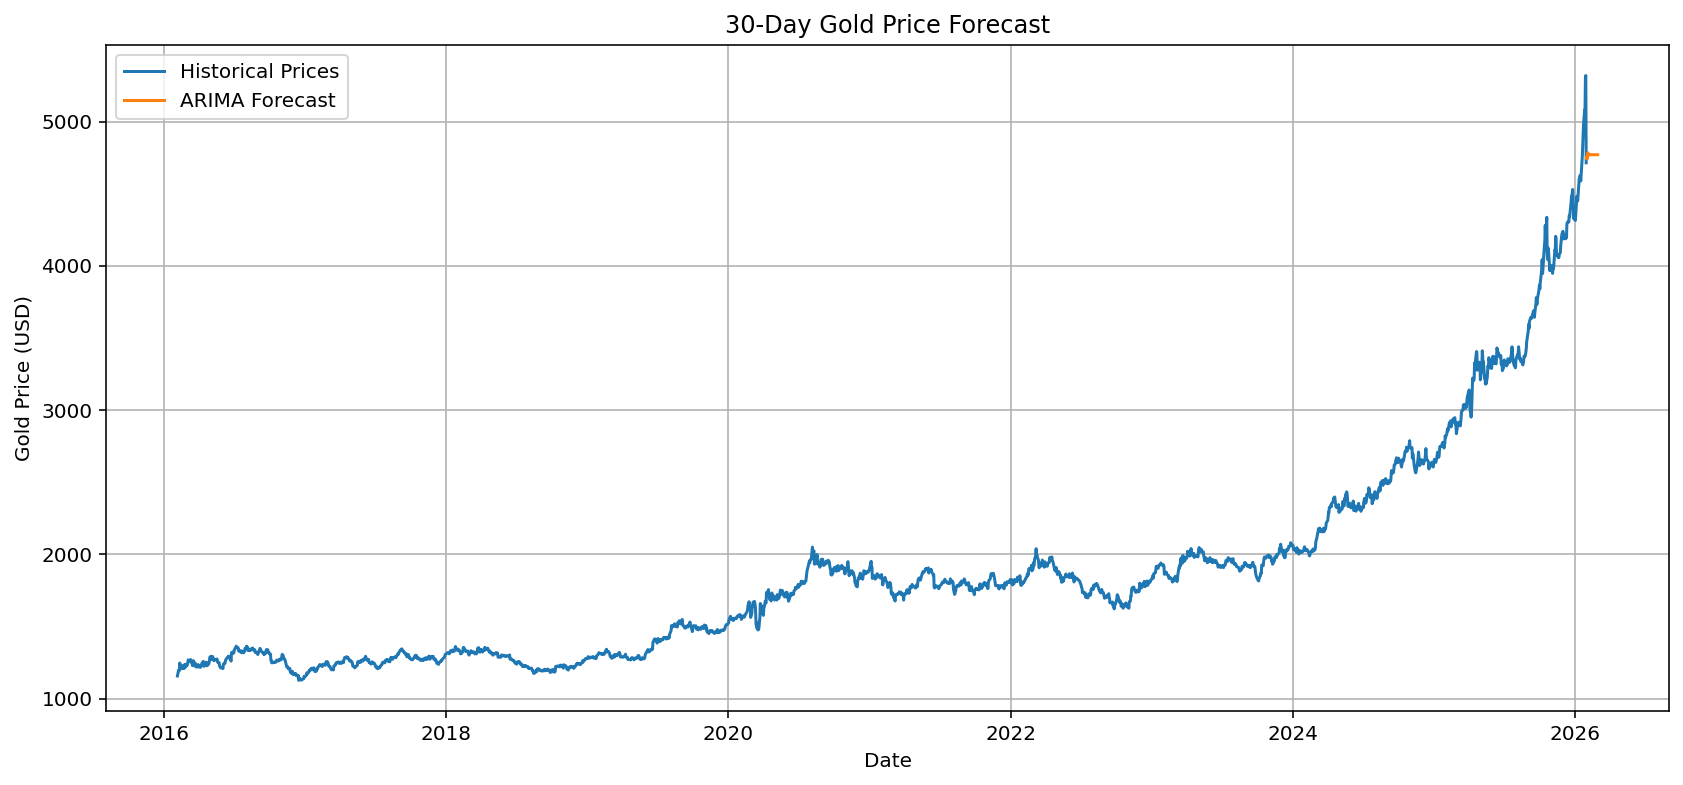 30-Day Gold Price Forecast
Historical Prices
ARIMA Forecast
Gold Price (USD)
5000
4000
3000
2000
1000
2016
2018
2020
2022
2024
2026
Date